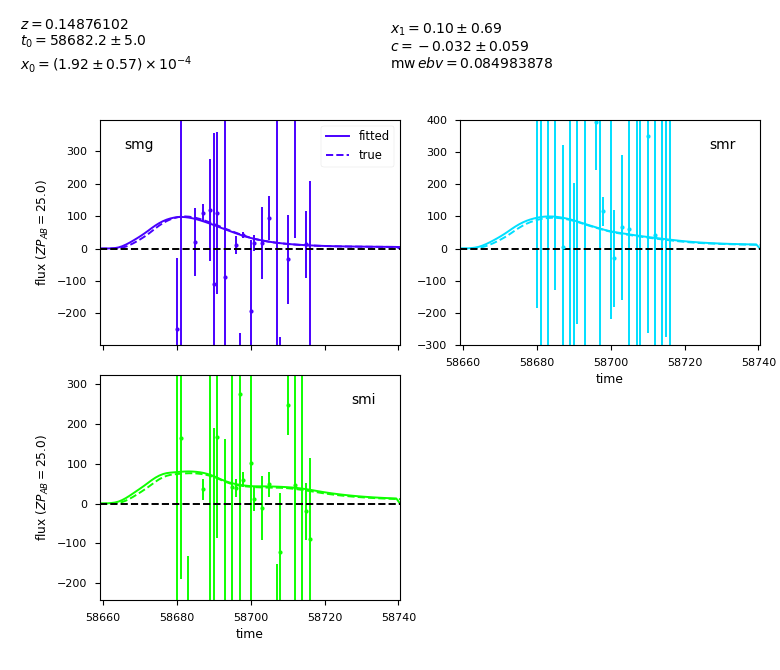 z = 0.14876102
t₀ = 58682.2 ± 5.0
x₀ = (1.92 ± 0.57) × 10⁻⁴
x₁ = 0.10 ± 0.69
c = −0.032 ± 0.059
mw ebv = 0.084983878
smg
fitted
true
300
200
100
0
−100
−200
flux (ZP_AB = 25.0)
smr
400
300
200
100
0
−100
−200
−300
58660 58680 58700 58720 58740
time
smi
300
200
100
0
−100
−200
flux (ZP_AB = 25.0)
58660 58680 58700 58720 58740
time